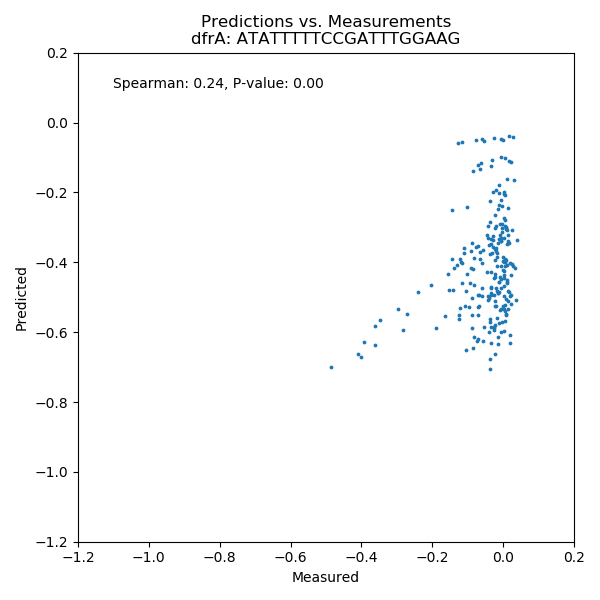 Predictions vs. Measurements
dfrA: ATATTTTTCCGATTTGGAAG
Spearman: 0.24, P-value: 0.00
0.2
0.0
−0.2
−0.4
−0.6
−0.8
−1.0
−1.2
Predicted
−1.2 −1.0 −0.8 −0.6 −0.4 −0.2 0.0 0.2
Measured